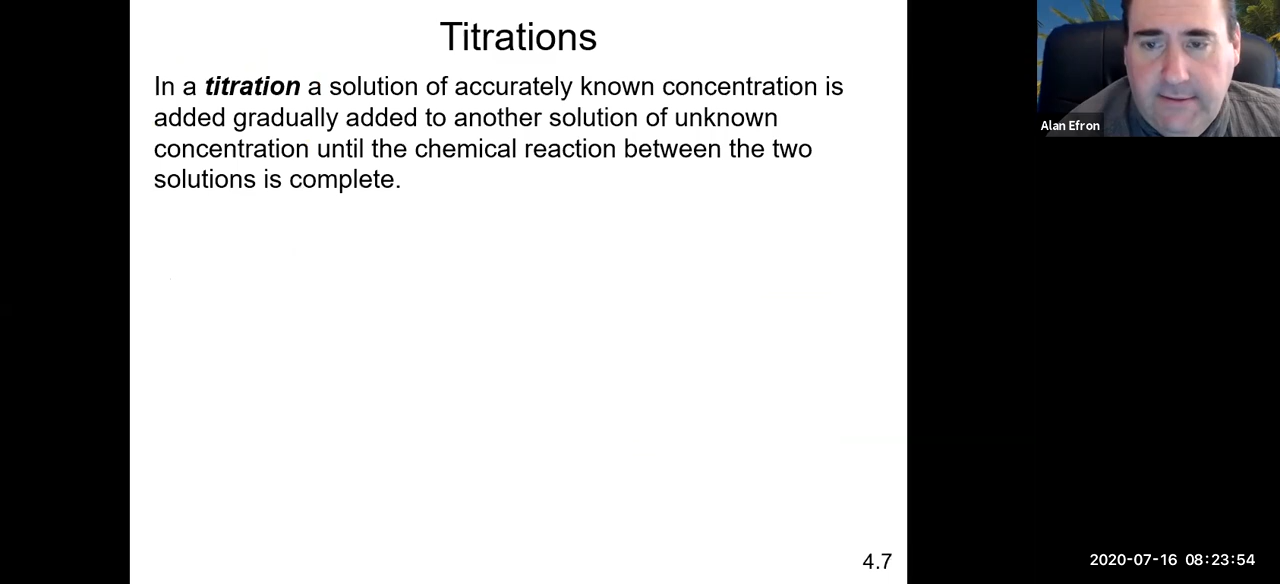 Titrations
In a titration a solution of accurately known concentration is
added gradually added to another solution of unknown
concentration until the chemical reaction between the two
solutions is complete.
Alan Efron
4.7
2020-07-16 08:23:54